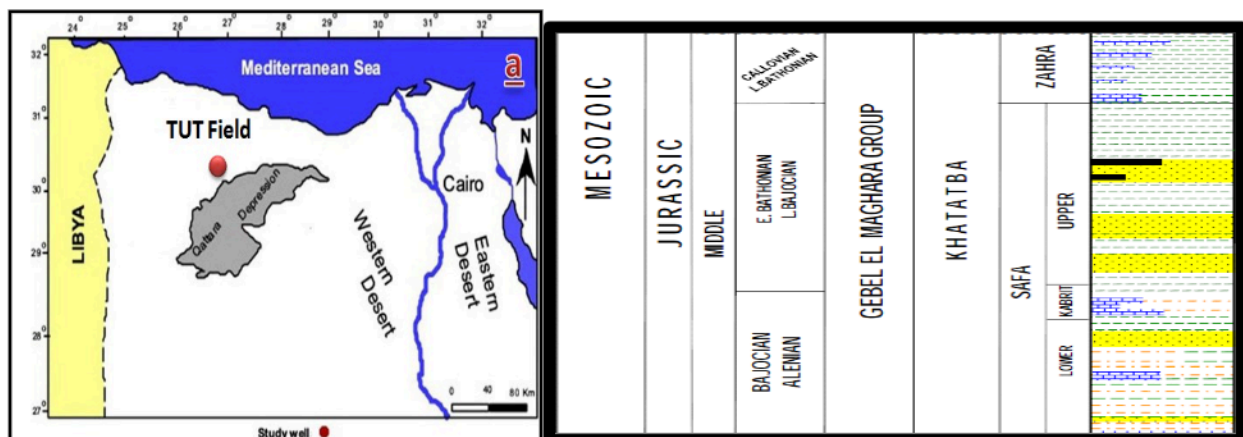 24° 25 26 27 28 29 30 31 32
32°
31°
30°
29°
28°
27°
Mediterranean Sea
a
TUT Field
N
Cairo
Qattara Depression
LIBYA
Western Desert
Eastern Desert
0 40 80 Km
Study well
MESOZOIC
JURASSIC
MIDDLE
CALLOVIAN
L.BATHONIAN
E. BATHONIAN
L.BAJOCIAN
BAJOCIAN
ALENIAN
GEBEL EL MAGHARA GROUP
KHATATBA
ZAHRA
SAFA
UPPER
KABRIT
LOWER